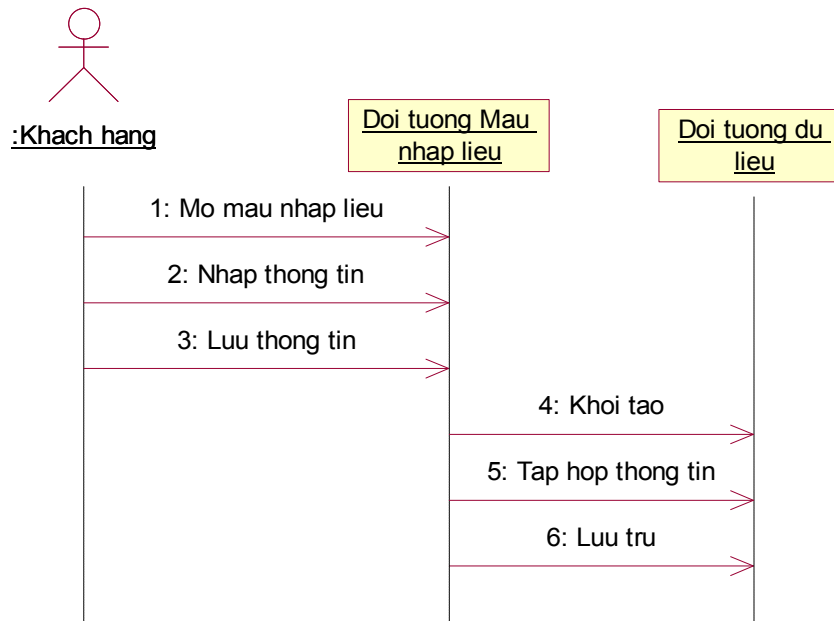 :Khach hang
Doi tuong Mau
nhap lieu
Doi tuong du
lieu
1: Mo mau nhap lieu
2: Nhap thong tin
3: Luu thong tin
4: Khoi tao
5: Tap hop thong tin
6: Luu tru